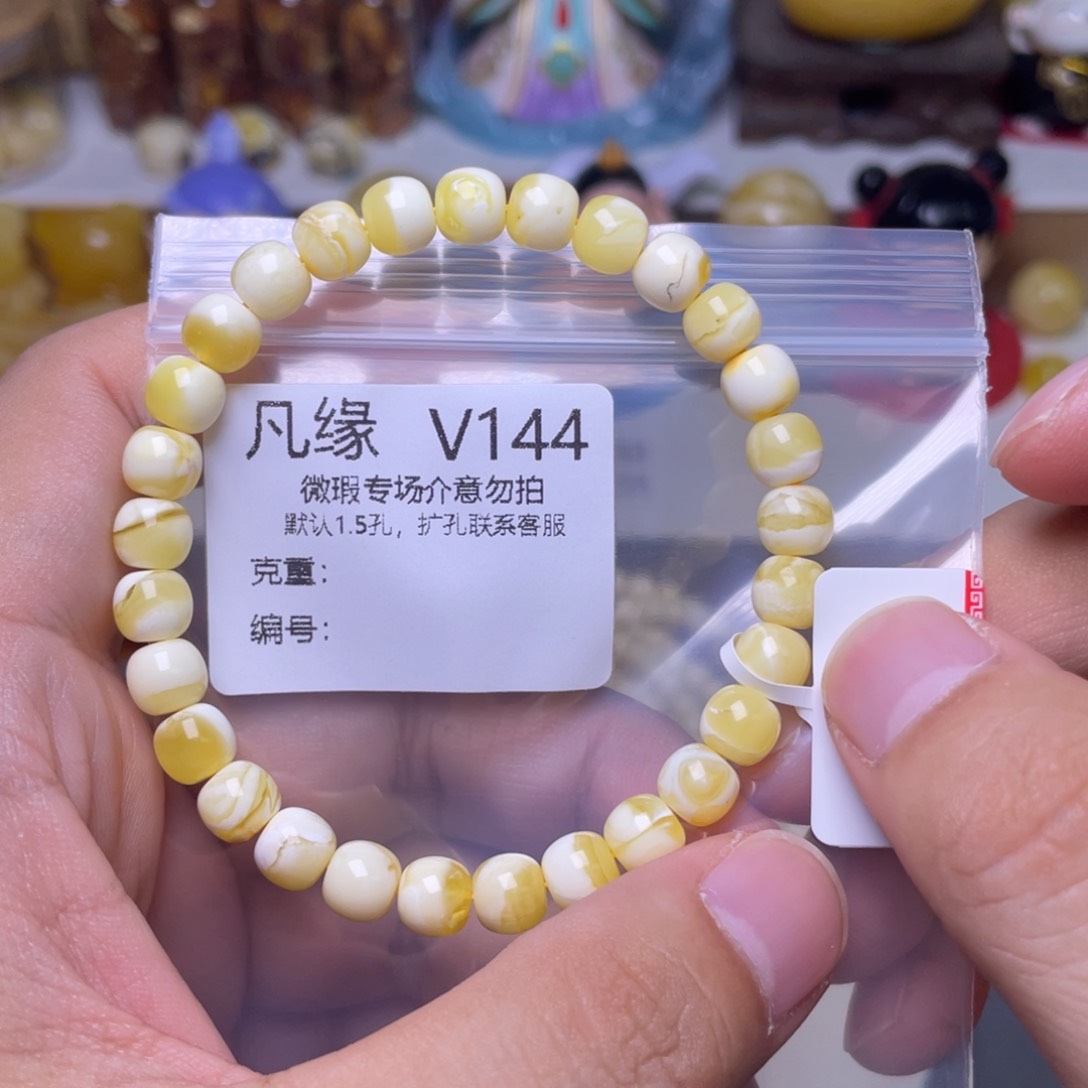 凡缘 V144
微瑕专场介意勿拍
默认1.5孔，扩孔联系客服
克重：
编号：